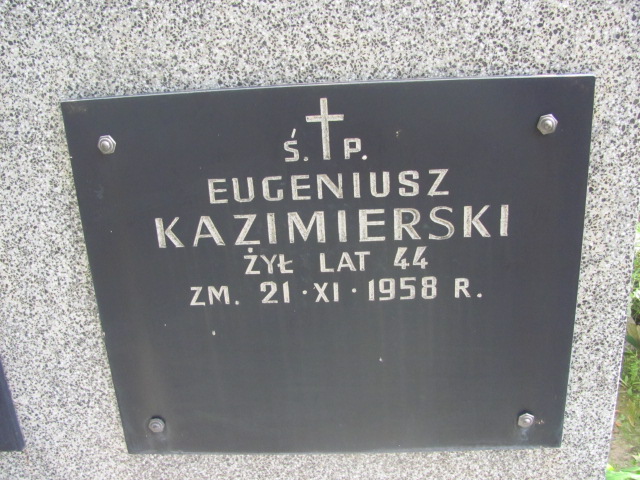 Ś. P.
EUGENIUSZ
KAZIMIERSKI
ŻYŁ LAT 44
ZM. 21·XI·1958 R.